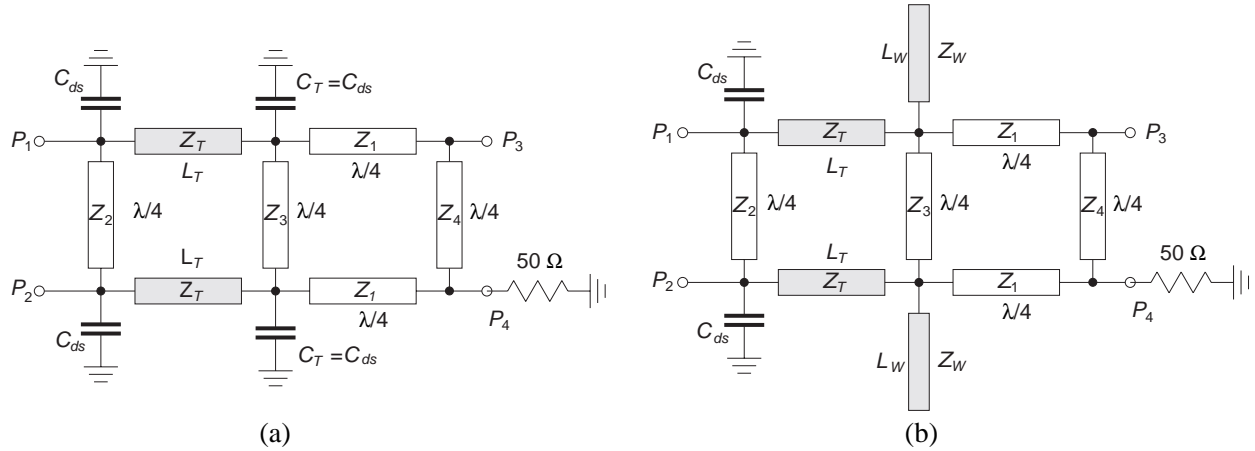 C_ds
C_T = C_ds
P_1
Z_T
Z_1
P_3
L_T
λ/4
Z_2
λ/4
Z_3
λ/4
Z_4
λ/4
L_T
50 Ω
P_2
Z_T
Z_1
λ/4
P_4
C_ds
C_T = C_ds
(a)
L_W
Z_W
C_ds
P_1
Z_T
Z_1
P_3
L_T
λ/4
Z_2
λ/4
Z_3
λ/4
Z_4
λ/4
L_T
50 Ω
P_2
Z_T
Z_1
λ/4
P_4
C_ds
L_W
Z_W
(b)